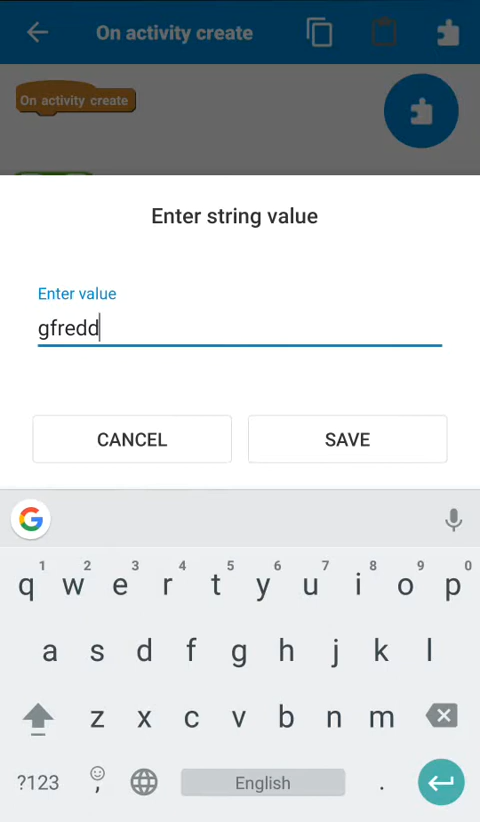 On activity create
On activity create
Enter string value
Enter value
gfredd
CANCEL SAVE
G
1 2 3 4 5 6 7 8 9 0
q w e r t y u i o p
a s d f g h j k l
z x c v b n m
?123 , English .